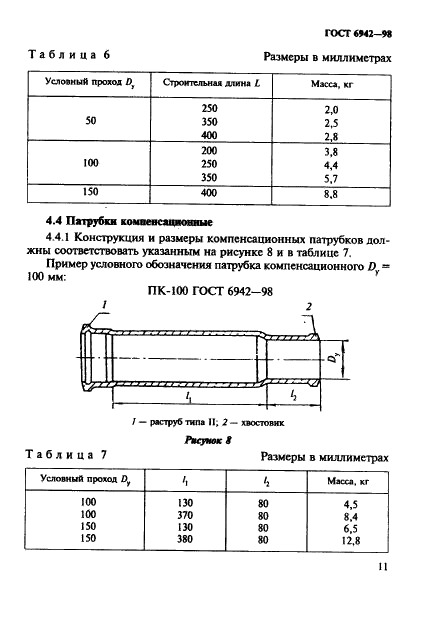 ГОСТ 6942—98
Таблица 6
Размеры в миллиметрах
Условный проход Dу Строительная длина L Масса, кг
50
250 2,0
350 2,5
400 2,8
100
200 3,8
250 4,4
350 5,7
150 400 8,8
4.4 Патрубки компенсационные
4.4.1 Конструкция и размеры компенсационных патрубков дол-
жны соответствовать указанным на рисунке 8 и в таблице 7.
Пример условного обозначения патрубка компенсационного Dу =
100 мм:
ПК-100 ГОСТ 6942—98
1
2
Dу
l₁
l₂
1 — раструб типа II; 2 — хвостовик
Рисунок 8
Таблица 7
Размеры в миллиметрах
Условный проход Dу l₁ l₂ Масса, кг
100 130 80 4,5
100 370 80 8,4
150 130 80 6,5
150 380 80 12,8
11